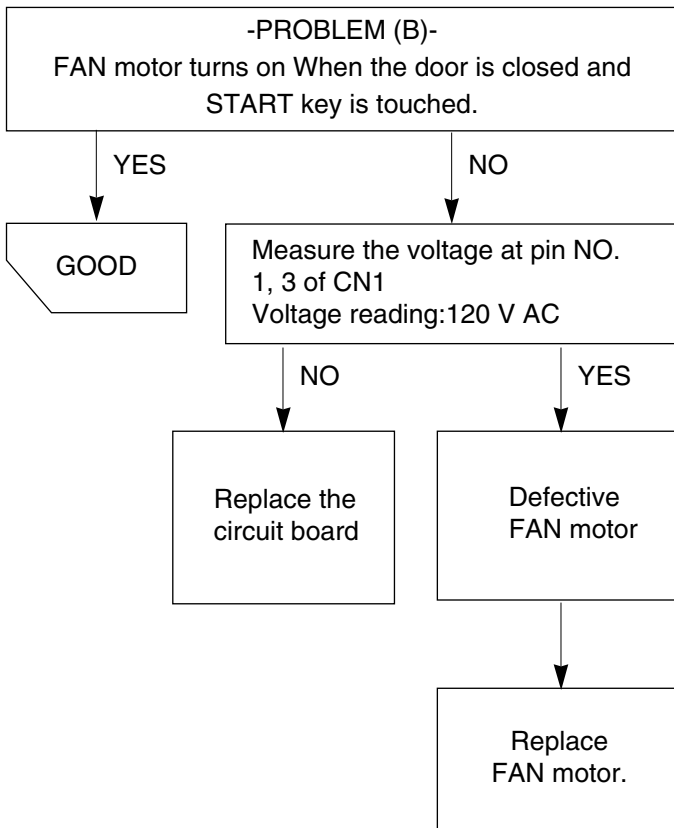 -PROBLEM (B)-
FAN motor turns on When the door is closed and
START key is touched.
YES
NO
GOOD
Measure the voltage at pin NO.
1, 3 of CN1
Voltage reading:120 V AC
NO
YES
Replace the
circuit board
Defective
FAN motor
Replace
FAN motor.